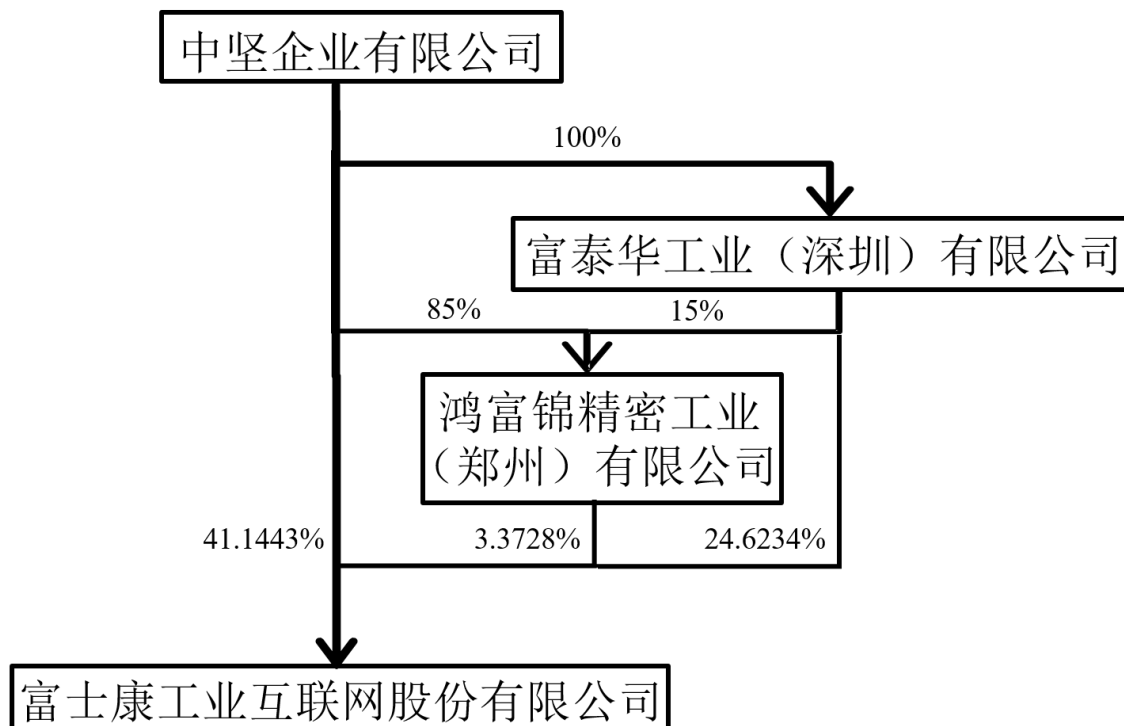 中坚企业有限公司
100%
富泰华工业（深圳）有限公司
85%
15%
鸿富锦精密工业
（郑州）有限公司
41.1443%
3.3728%
24.6234%
富士康工业互联网股份有限公司